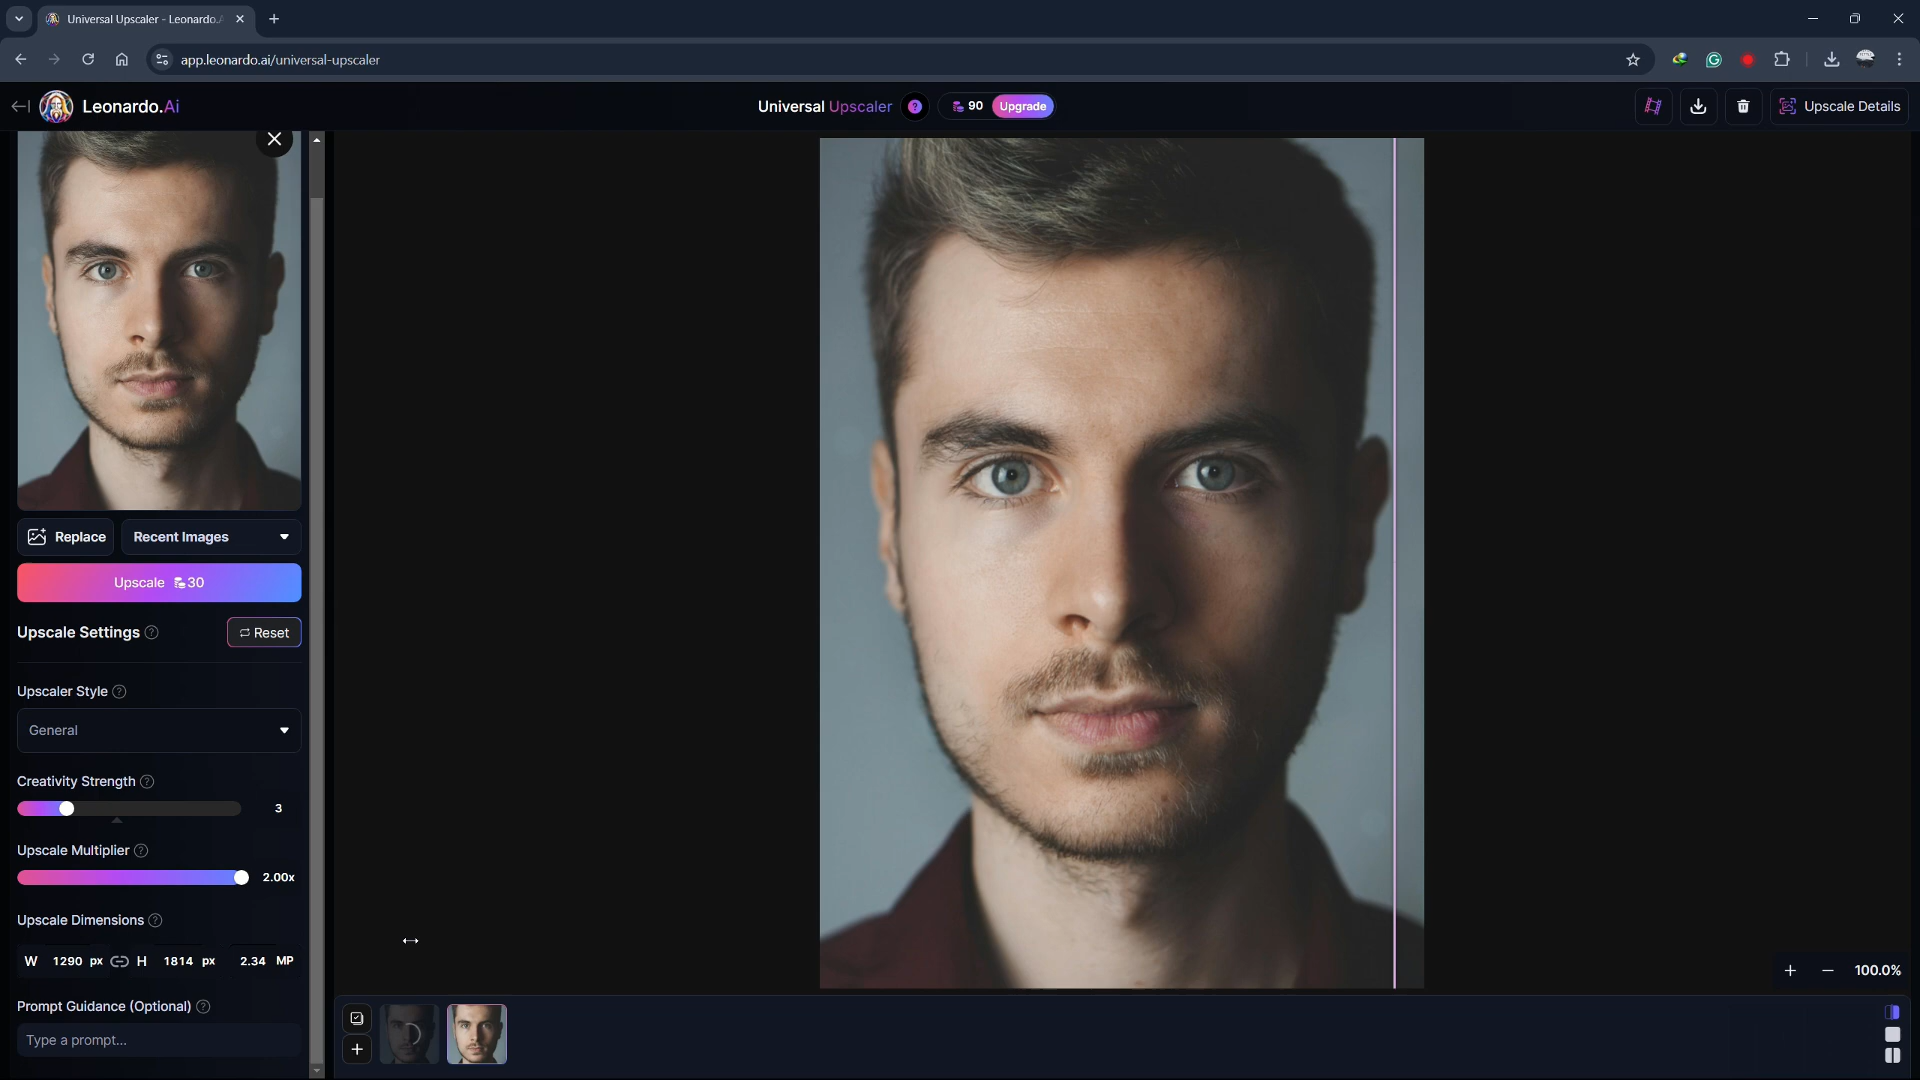 Universal Upscaler - Leonardo.
app.leonardo.ai/universal-upscaler
Leonardo.Ai
Universal Upscaler ? 90 Upgrade
Upscale Details
Replace Recent Images
Upscale 30
Upscale Settings ? Reset
Upscaler Style ?
General
Creativity Strength ?
3
Upscale Multiplier ?
2.00x
Upscale Dimensions ?
W 1290 px H 1814 px 2.34 MP
Prompt Guidance (Optional) ?
Type a prompt...
100.0%